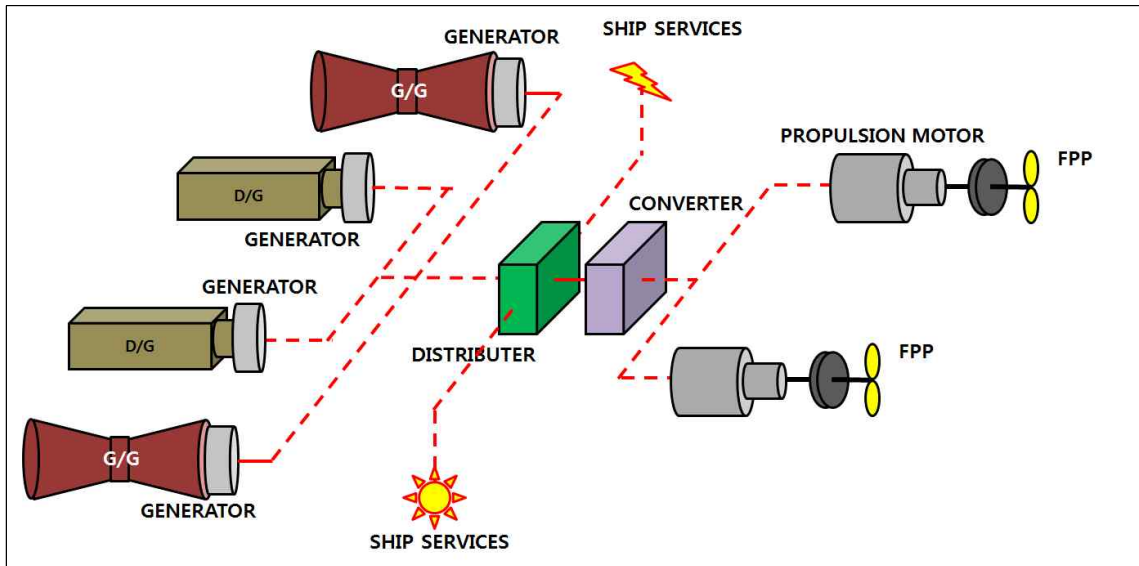 GENERATOR
SHIP SERVICES
G/G
PROPULSION MOTOR
FPP
D/G
CONVERTER
GENERATOR
GENERATOR
D/G
DISTRIBUTER
FPP
G/G
GENERATOR
SHIP SERVICES